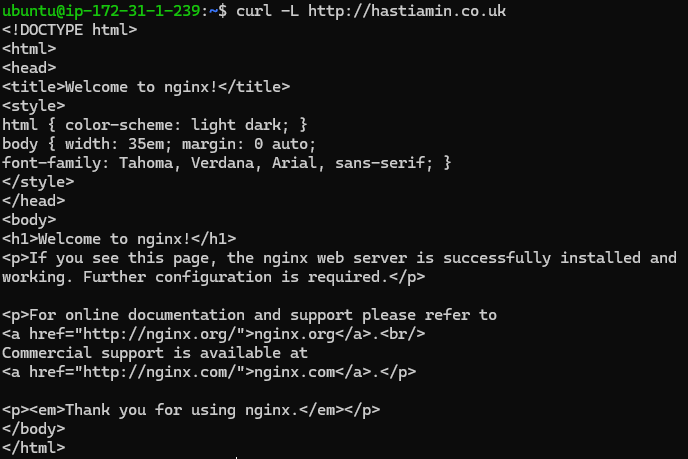 ubuntu@ip-172-31-1-239:~$ curl -L http://hastiamin.co.uk
<!DOCTYPE html>
<html>
<head>
<title>Welcome to nginx!</title>
<style>
html { color-scheme: light dark; }
body { width: 35em; margin: 0 auto;
font-family: Tahoma, Verdana, Arial, sans-serif; }
</style>
</head>
<body>
<h1>Welcome to nginx!</h1>
<p>If you see this page, the nginx web server is successfully installed and
working. Further configuration is required.</p>

<p>For online documentation and support please refer to
<a href="http://nginx.org/">nginx.org</a>.<br/>
Commercial support is available at
<a href="http://nginx.com/">nginx.com</a>.</p>

<p><em>Thank you for using nginx.</em></p>
</body>
</html>